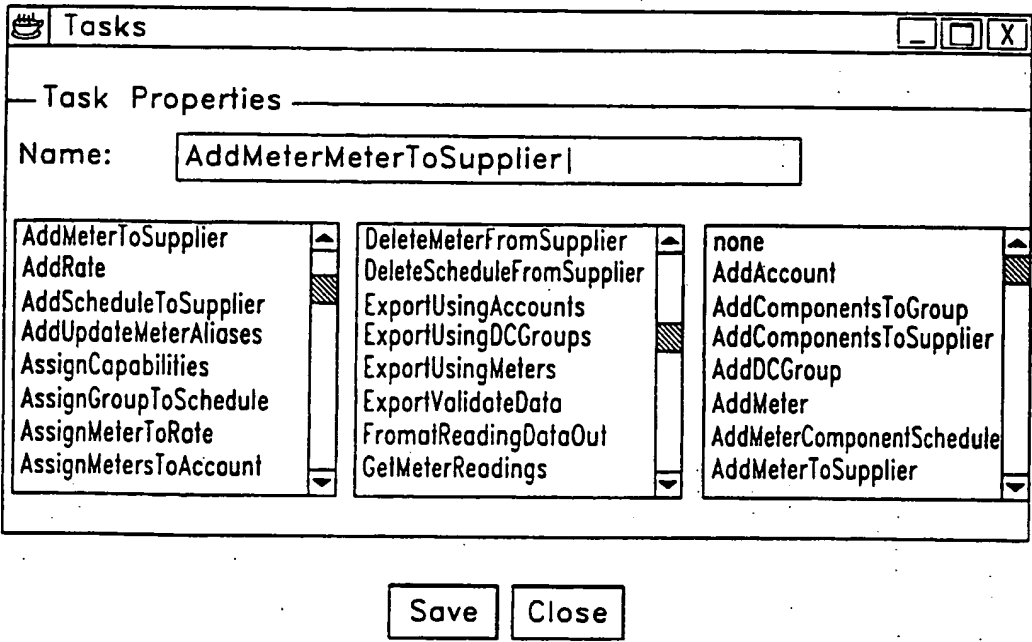 Tasks
Task Properties
Name: AddMeterMeterToSupplier
AddMeterToSupplier
AddRate
AddScheduleToSupplier
AddUpdateMeterAliases
AssignCapabilities
AssignGroupToSchedule
AssignMeterToRate
AssignMetersToAccount
DeleteMeterFromSupplier
DeleteScheduleFromSupplier
ExportUsingAccounts
ExportUsingDCGroups
ExportUsingMeters
ExportValidateData
FromatReadingDataOut
GetMeterReadings
none
AddAccount
AddComponentsToGroup
AddComponentsToSupplier
AddDCGroup
AddMeter
AddMeterComponentSchedule
AddMeterToSupplier
Save Close